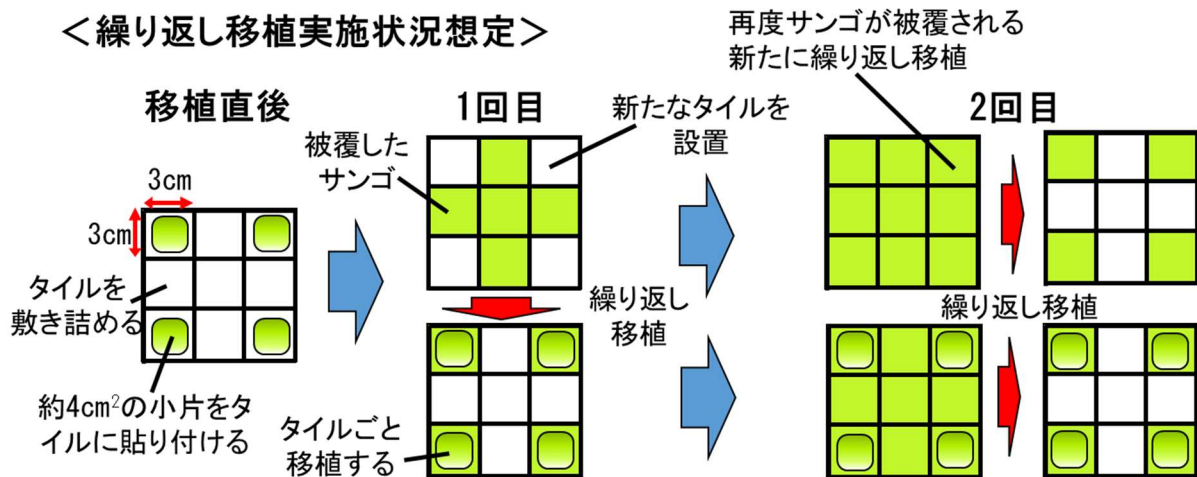 ＜繰り返し移植実施状況想定＞
移植直後
3cm
3cm
タイルを
敷き詰める
約4cm²の小片をタ
イルに貼り付ける
1回目
被覆した
サンゴ
新たなタイルを
設置
繰り返し
移植
タイルごと
移植する
再度サンゴが被覆される
新たに繰り返し移植
2回目
繰り返し移植